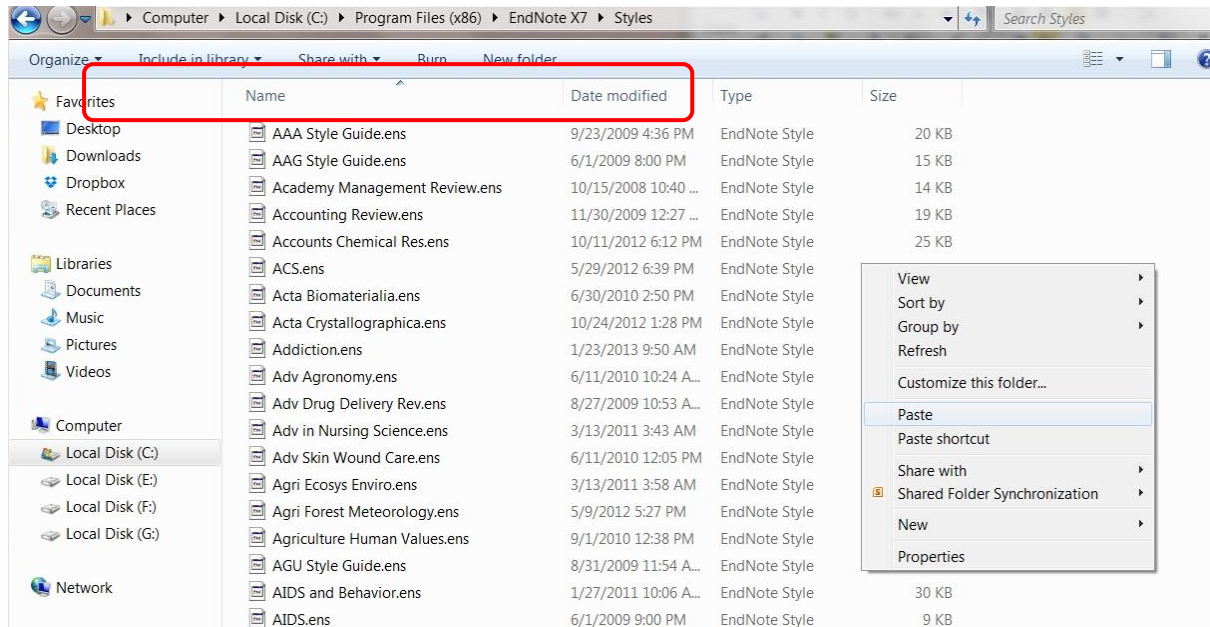 Computer Local Disk (C:) Program Files (x86) EndNote X7 Styles Search Styles
Organize Include in library Share with Burn New folder
Favorites
Desktop
Downloads
Dropbox
Recent Places
Libraries
Documents
Music
Pictures
Videos
Computer
Local Disk (C:)
Local Disk (E:)
Local Disk (F:)
Local Disk (G:)
Network
Name Date modified Type Size
AAA Style Guide.ens 9/23/2009 4:36 PM EndNote Style 20 KB
AAG Style Guide.ens 6/1/2009 8:00 PM EndNote Style 15 KB
Academy Management Review.ens 10/15/2008 10:40 ... EndNote Style 14 KB
Accounting Review.ens 11/30/2009 12:27 ... EndNote Style 19 KB
Accounts Chemical Res.ens 10/11/2012 6:12 PM EndNote Style 25 KB
ACS.ens 5/29/2012 6:39 PM EndNote Style
Acta Biomaterialia.ens 6/30/2010 2:50 PM EndNote Style
Acta Crystallographica.ens 10/24/2012 1:28 PM EndNote Style
Addiction.ens 1/23/2013 9:50 AM EndNote Style
Adv Agronomy.ens 6/11/2010 10:24 A... EndNote Style
Adv Drug Delivery Rev.ens 8/27/2009 10:53 A... EndNote Style
Adv in Nursing Science.ens 3/13/2011 3:43 AM EndNote Style
Adv Skin Wound Care.ens 6/11/2010 12:05 PM EndNote Style
Agri Ecosys Enviro.ens 3/13/2011 3:58 AM EndNote Style
Agri Forest Meteorology.ens 5/9/2012 5:27 PM EndNote Style
Agriculture Human Values.ens 9/1/2010 12:38 PM EndNote Style
AGU Style Guide.ens 8/31/2009 11:54 A... EndNote Style
AIDS and Behavior.ens 1/27/2011 10:06 A... EndNote Style 30 KB
AIDS.ens 6/1/2009 9:00 PM EndNote Style 9 KB
View
Sort by
Group by
Refresh
Customize this folder...
Paste
Paste shortcut
Share with
S Shared Folder Synchronization
New
Properties